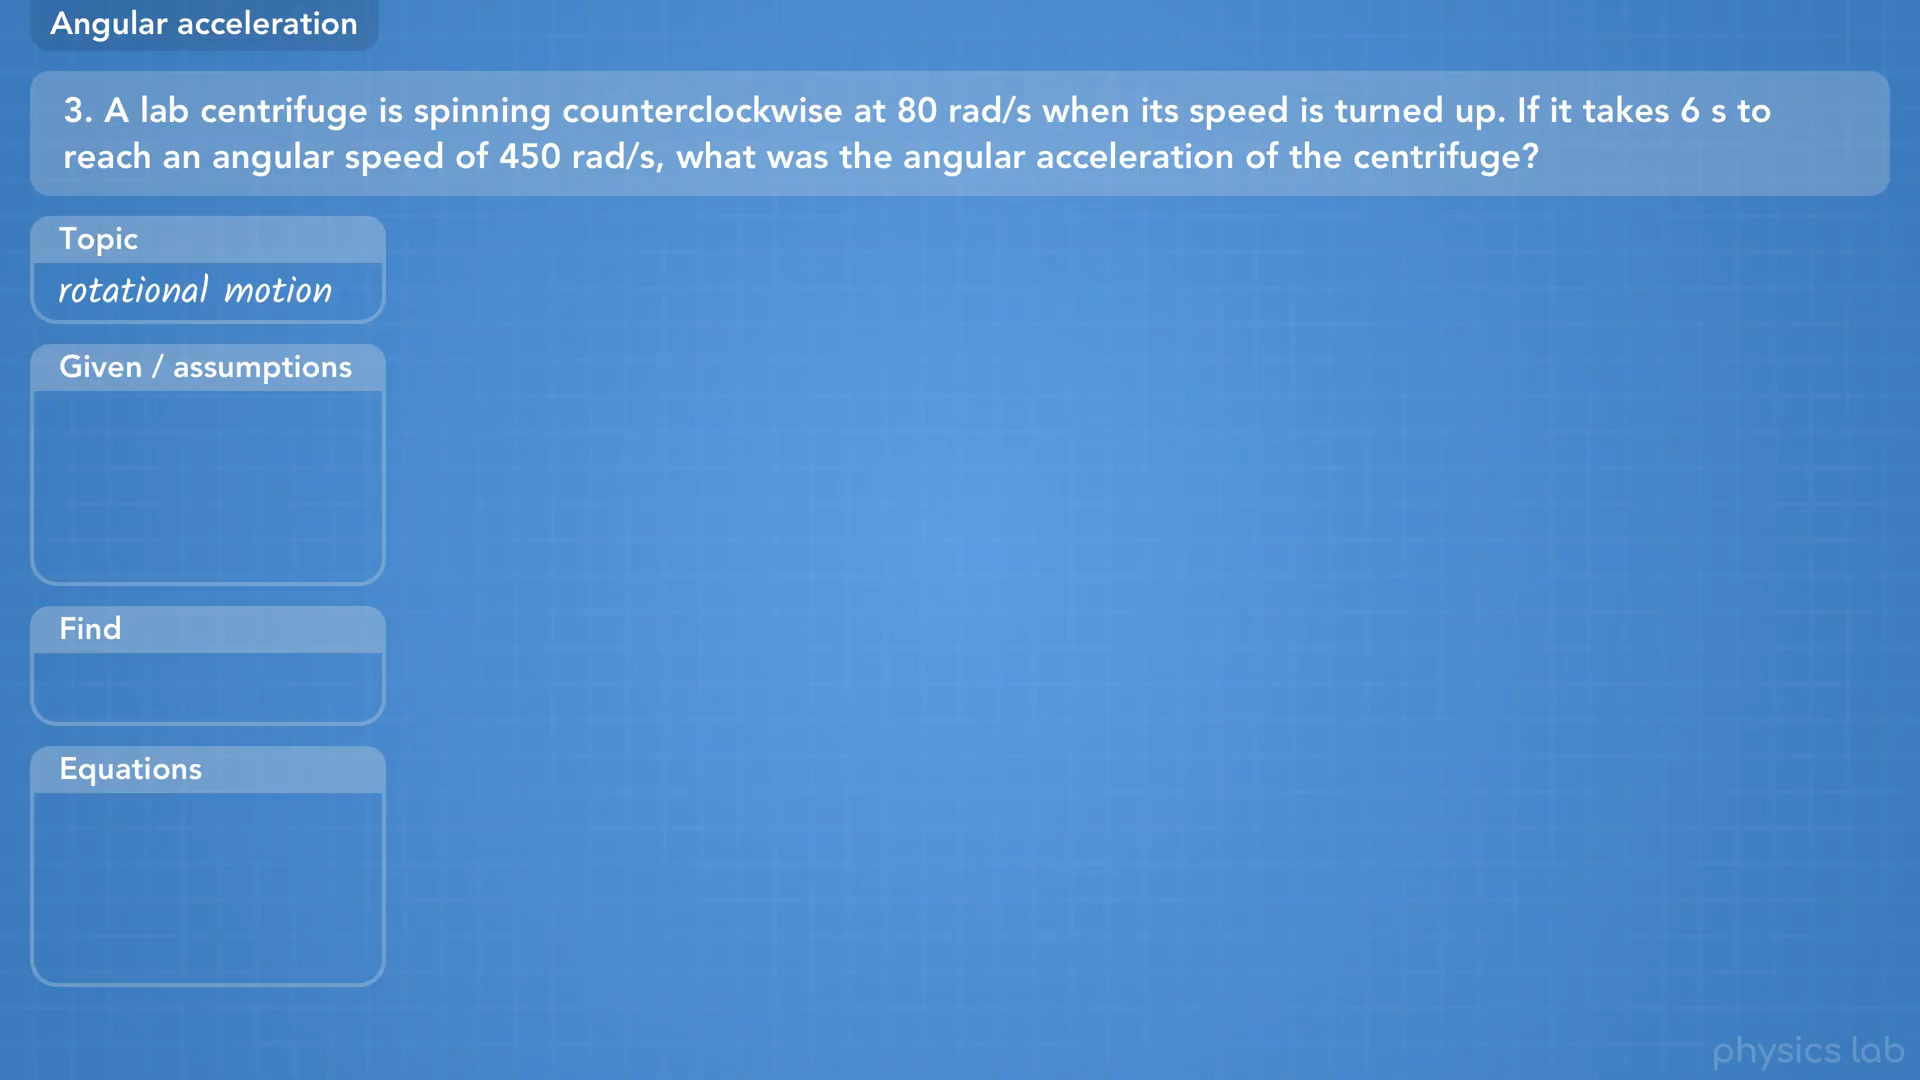 Angular acceleration
3. A lab centrifuge is spinning counterclockwise at 80 rad/s when its speed is turned up. If it takes 6 s to
reach an angular speed of 450 rad/s, what was the angular acceleration of the centrifuge?
Topic
rotational motion
Given / assumptions
Find
Equations
physics lab